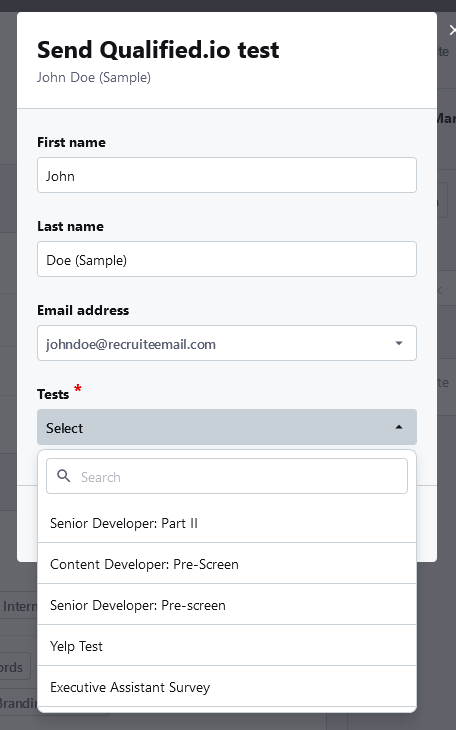 Send Qualified.io test
John Doe (Sample)
First name
John
Last name
Doe (Sample)
Email address
johndoe@recruiteemail.com
Tests *
Select
Search
Senior Developer: Part II
Content Developer: Pre-Screen
Senior Developer: Pre-screen
Yelp Test
Executive Assistant Survey